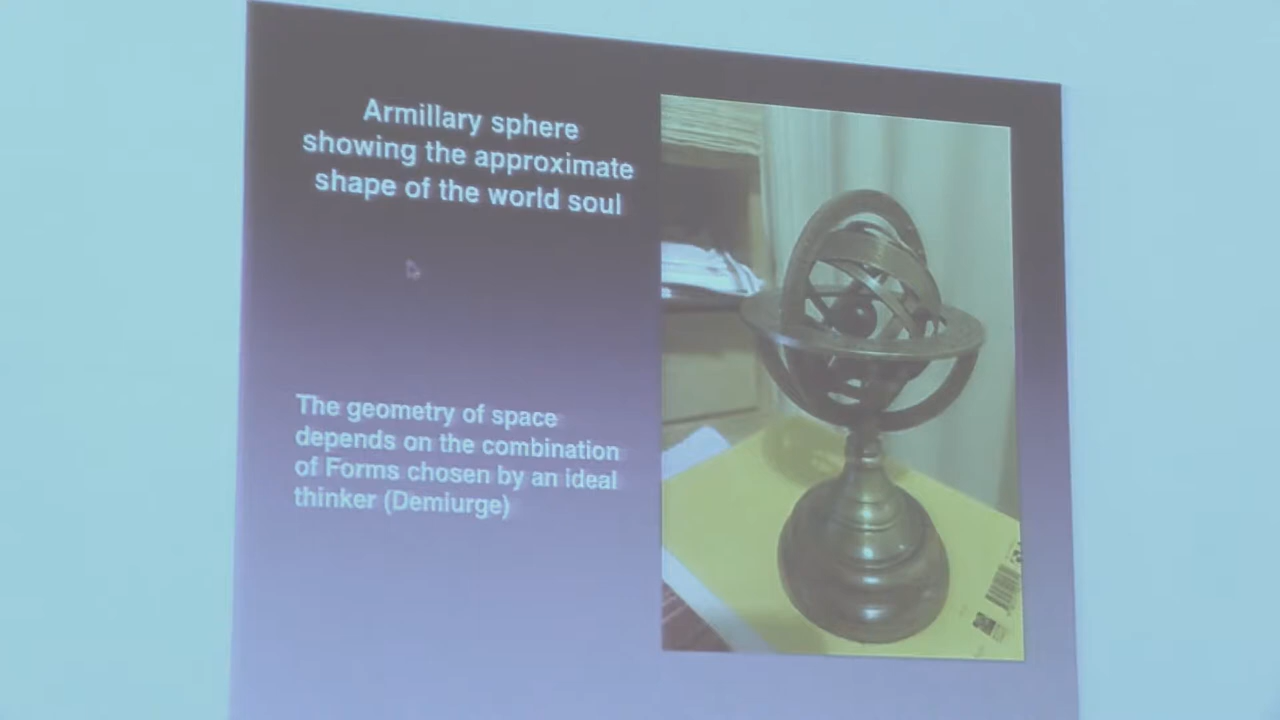 Armillary sphere
showing the approximate
shape of the world soul
The geometry of space
depends on the combination
of Forms chosen by an ideal
thinker (Demiurge)